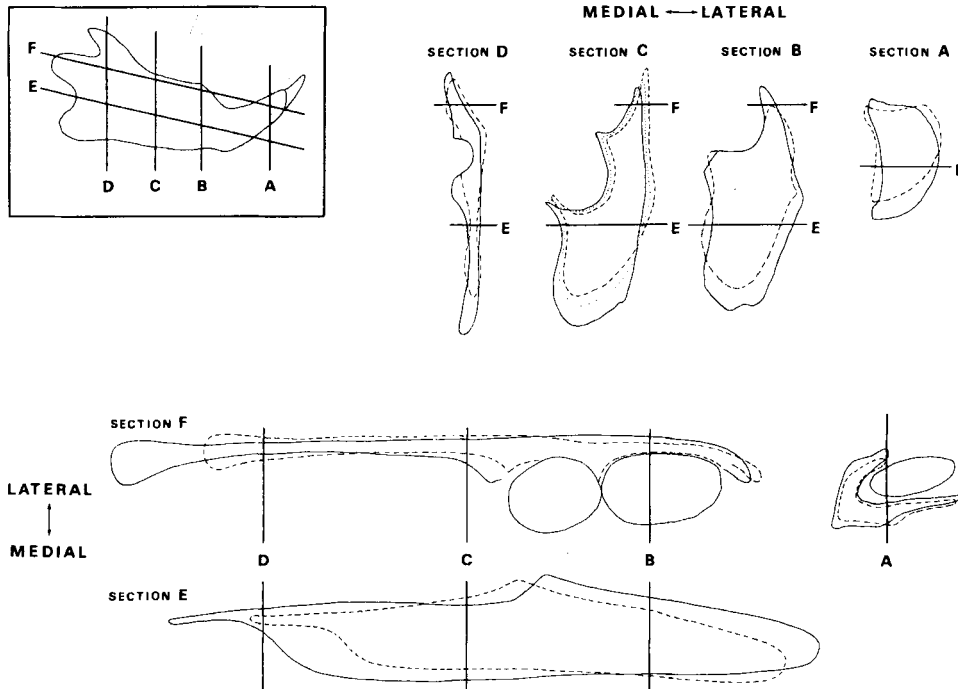 MEDIAL ⟷ LATERAL
SECTION D SECTION C SECTION B SECTION A
F
E
D C B A
F F F
E E E
SECTION F
LATERAL
MEDIAL
D C B A
SECTION E